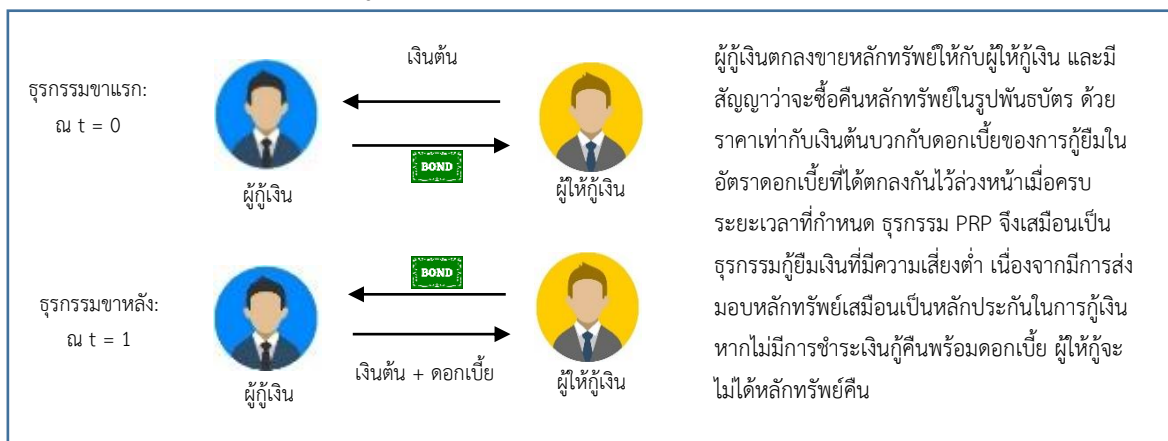 เงินต้น
ธุรกรรมขาแรก:
ณ t = 0
BOND
ผู้กู้เงิน
ผู้ให้กู้เงิน
BOND
ธุรกรรมขาหลัง:
ณ t = 1
เงินต้น + ดอกเบี้ย
ผู้กู้เงิน
ผู้ให้กู้เงิน
ผู้กู้เงินตกลงขายหลักทรัพย์ให้กับผู้ให้กู้เงิน และมี
สัญญาว่าจะซื้อคืนหลักทรัพย์ในรูปพันธบัตร ด้วย
ราคาเท่ากับเงินต้นบวกกับดอกเบี้ยของการกู้ยืมใน
อัตราดอกเบี้ยที่ได้ตกลงกันไว้ล่วงหน้าเมื่อครบ
ระยะเวลาที่กำหนด ธุรกรรม PRP จึงเสมือนเป็น
ธุรกรรมกู้ยืมเงินที่มีความเสี่ยงต่ำ เนื่องจากมีการส่ง
มอบหลักทรัพย์เสมือนเป็นหลักประกันในการกู้เงิน
หากไม่มีการชำระเงินกู้คืนพร้อมดอกเบี้ย ผู้ให้กู้จะ
ไม่ได้หลักทรัพย์คืน